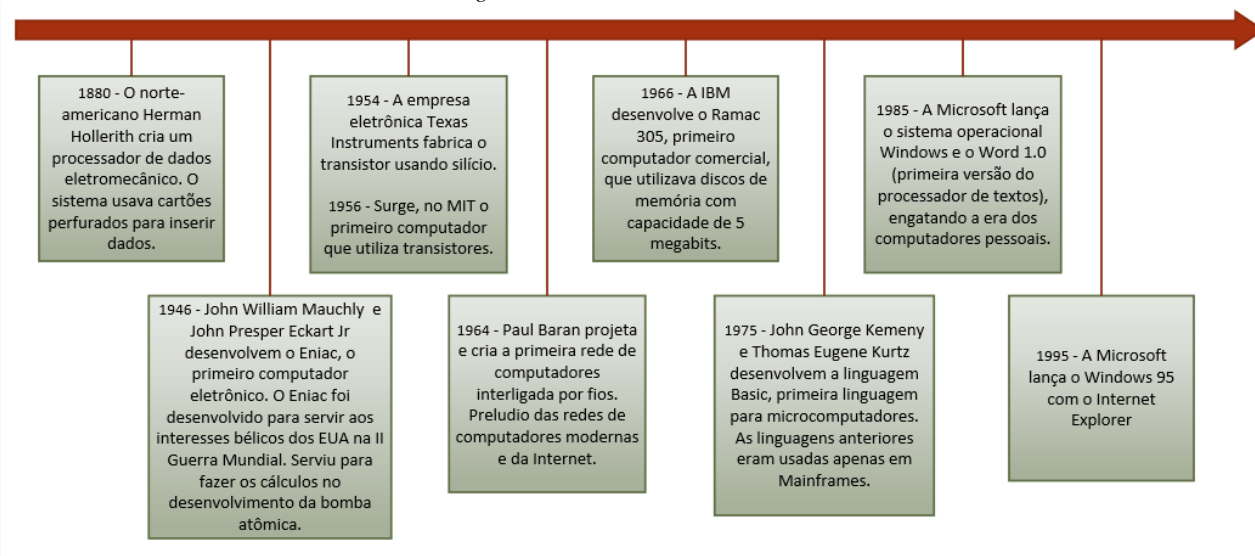 1880 - O norte-
americano Herman
Hollerith cria um
processador de dados
eletromecânico. O
sistema usava cartões
perfurados para inserir
dados.
1946 - John William Mauchly e
John Presper Eckart Jr
desenvolvem o Eniac, o
primeiro computador
eletrônico. O Eniac foi
desenvolvido para servir aos
interesses bélicos dos EUA na II
Guerra Mundial. Serviu para
fazer os cálculos no
desenvolvimento da bomba
atômica.
1954 - A empresa
eletrônica Texas
Instruments fabrica o
transistor usando silício.
1956 - Surge, no MIT o
primeiro computador
que utiliza transistores.
1964 - Paul Baran projeta
e cria a primeira rede de
computadores
interligada por fios.
Preludio das redes de
computadores modernas
e da Internet.
1966 - A IBM
desenvolve o Ramac
305, primeiro
computador comercial,
que utilizava discos de
memória com
capacidade de 5
megabits.
1975 - John George Kemeny
e Thomas Eugene Kurtz
desenvolvem a linguagem
Basic, primeira linguagem
para microcomputadores.
As linguagens anteriores
eram usadas apenas em
Mainframes.
1985 - A Microsoft lança
o sistema operacional
Windows e o Word 1.0
(primeira versão do
processador de textos),
engatando a era dos
computadores pessoais.
1995 - A Microsoft
lança o Windows 95
com o Internet
Explorer